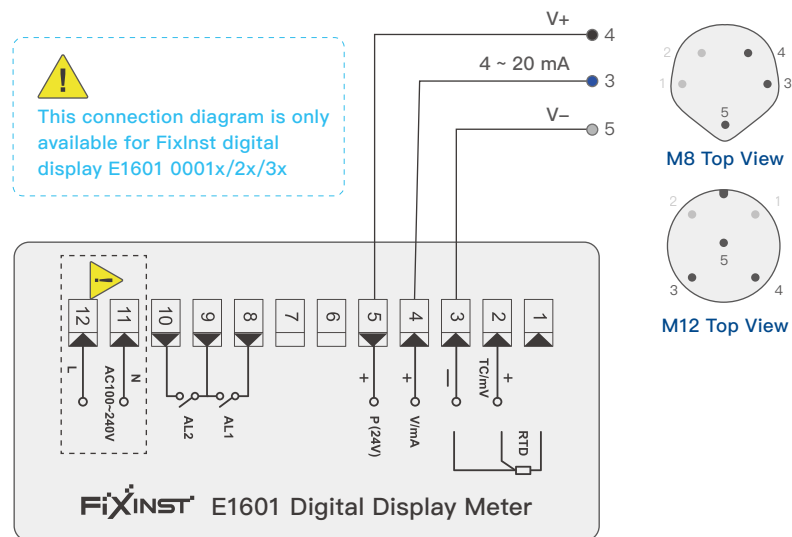 V+
4
4 ~ 20 mA
3
V−
5
This connection diagram is only
available for FixInst digital
display E1601 0001x/2x/3x
2
4
1
3
5
M8 Top View
2
1
5
3
4
M12 Top View
12
11
10
9
8
7
6
5
4
3
2
1
L
N
AC100~240V
AL2
AL1
+
P(24V)
+
V/mA
—
TC/mV
+
RTD
FiXINST E1601 Digital Display Meter